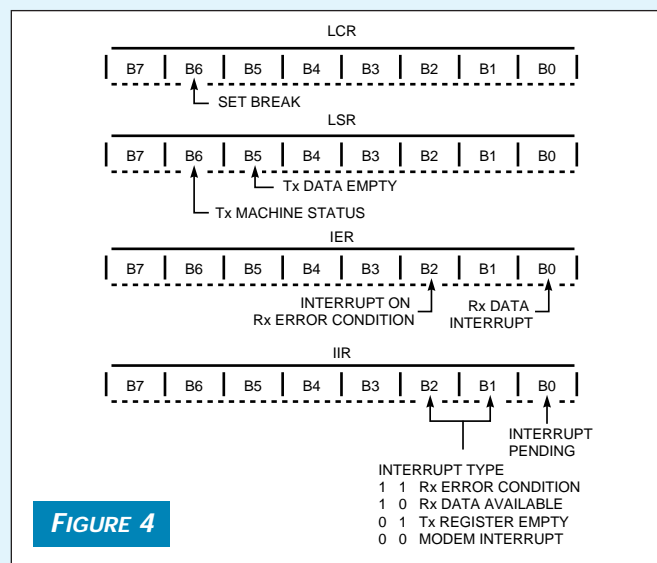 LCR
B7 B6 B5 B4 B3 B2 B1 B0
SET BREAK
LSR
B7 B6 B5 B4 B3 B2 B1 B0
Tx DATA EMPTY
Tx MACHINE STATUS
IER
B7 B6 B5 B4 B3 B2 B1 B0
INTERRUPT ON
Rx ERROR CONDITION
Rx DATA
INTERRUPT
IIR
B7 B6 B5 B4 B3 B2 B1 B0
INTERRUPT
PENDING
INTERRUPT TYPE
1 1 Rx ERROR CONDITION
1 0 Rx DATA AVAILABLE
0 1 Tx REGISTER EMPTY
0 0 MODEM INTERRUPT
FIGURE 4